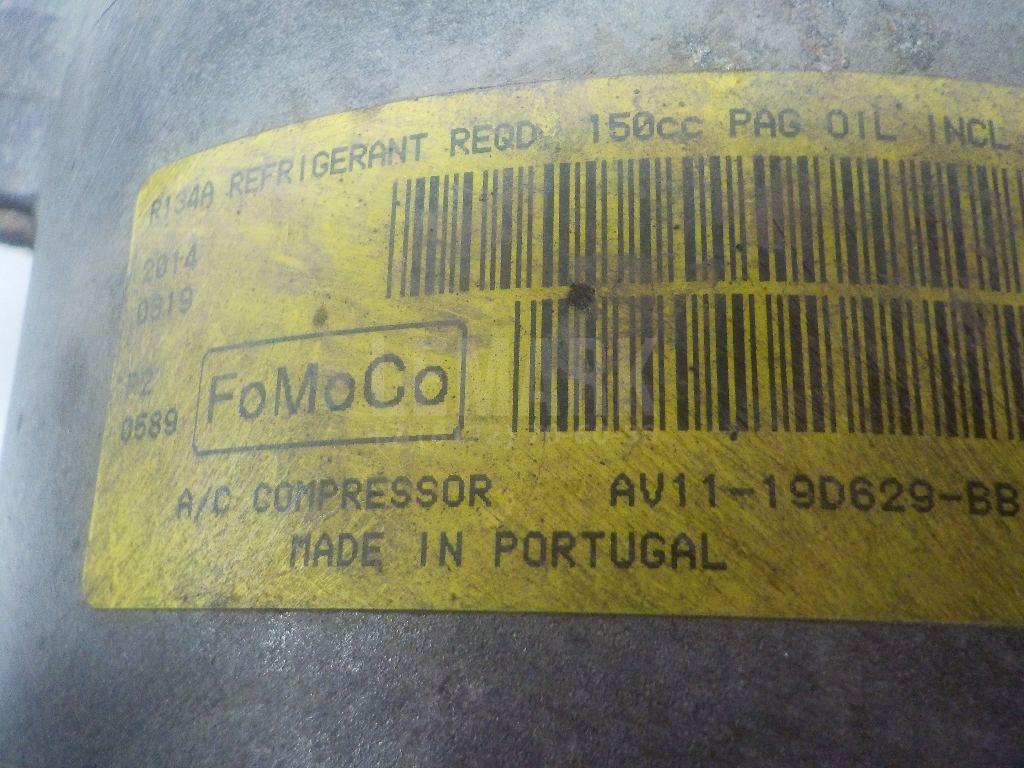 R134A REFRIGERANT REQD. 150cc PAG OIL INCL
2014
0819
P2
0589
FoMoCo
A/C COMPRESSOR AV11-19D629-BB
MADE IN PORTUGAL